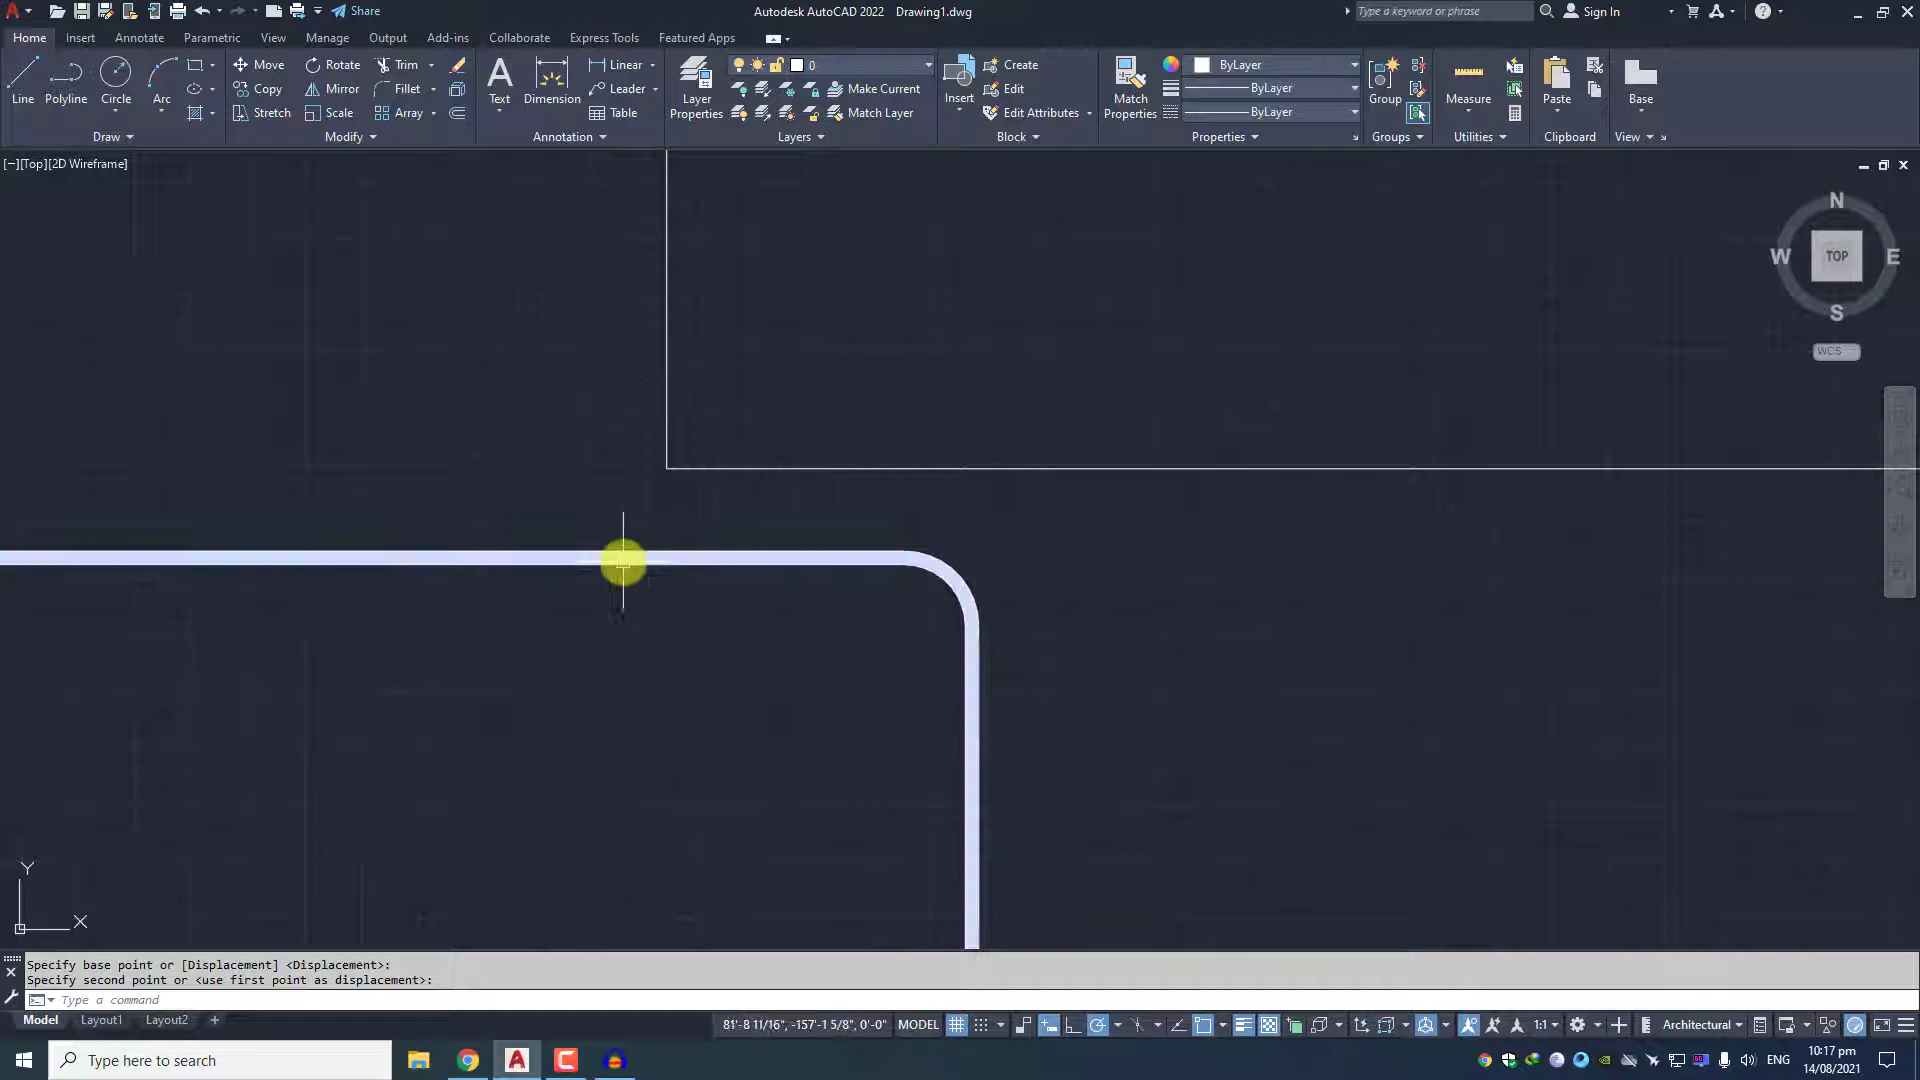 Share
Autodesk AutoCAD 2022 Drawing1.dwg
Type a keyword or phrase
Sign In
Home Insert Annotate Parametric View Manage Output Add-ins Collaborate Express Tools Featured Apps
Line
Polyline
Circle
Arc
Draw
Move
Copy
Stretch
Rotate
Mirror
Scale
Trim
Fillet
Array
Modify
Text
Dimension
Linear
Leader
Table
Annotation
Layer
Properties
0
Make Current
Match Layer
Layers
Insert
Create
Edit
Edit Attributes
Block
Match
Properties
ByLayer
ByLayer
ByLayer
Properties
Group
Groups
Measure
Utilities
Paste
Clipboard
Base
View
[−][Top][2D Wireframe]
N
W
TOP
E
S
WCS
Y
X
Specify base point or [Displacement] <Displacement>:
Specify second point or <use first point as displacement>:
Type a command
Model Layout1 Layout2
81'-8 11/16", -157'-1 5/8", 0'-0" MODEL
1:1
Architectural
Type here to search
ENG
10:17 pm
14/08/2021